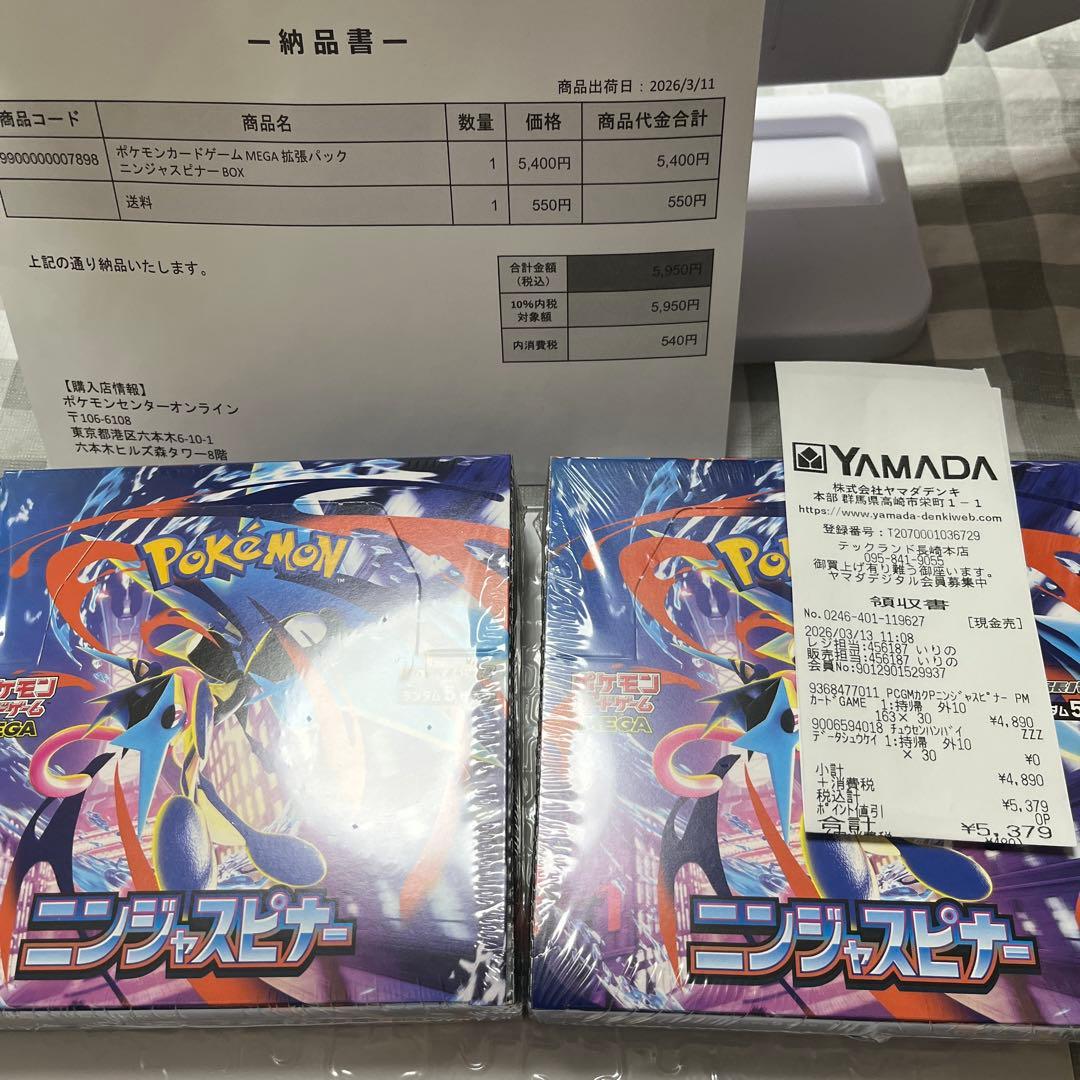 ー納品書ー
商品出荷日：2026/3/11
商品コード 商品名 数量 価格 商品代金合計
9900000007898 ポケモンカードゲーム MEGA 拡張パック
ニンジャスピナー BOX 1 5,400円 5,400円
送料 1 550円 550円
上記の通り納品いたします。
合計金額
（税込） 5,950円
10%内税
対象額 5,950円
内消費税 540円
【購入店情報】
ポケモンセンターオンライン
〒106-6108
東京都港区六本木6-10-1
六本木ヒルズ森タワー8階
YAMADA
株式会社ヤマダデンキ
本部 群馬県高崎市栄町１－１
https://www.yamada-denkiweb.com
登録番号：T2070001036729
テックランド長崎本店
095-841-9055
御買上げ有り難う御座います。
ヤマダデジタル会員募集中
領収書
No.0246-401-119627 [現金売]
2026/03/13 11:08
レジ担当:456187 いりの
販売担当:456187 いりの
会員No:9012901529937
9368477011 PCGMカクPニンジャスピナー PM
カードGAME 1:持帰 外10
163× 30 ¥4,890
9006594018 チュウセンハンバイ ZZZ
データシュウケイ 1:持帰 外10
× 30 ¥0
小計 ¥4,890
＋消費税
税込計 ¥5,379
ポイント値引 0P
合計 ¥5,379
POKÉMON
TM
ポケモン
カードゲーム
MEGA
ニンジャスピナー
ポケモン
カードゲーム
MEGA
ニンジャスピナー